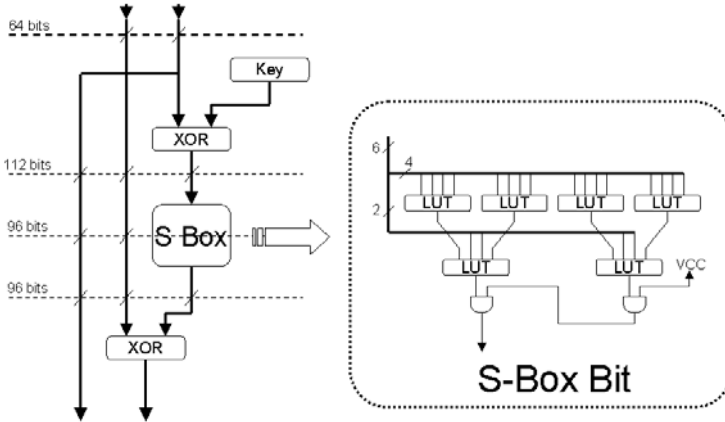 64 bits
Key
XOR
112 bits
S Box
96 bits
96 bits
XOR
6
4
LUT LUT LUT LUT
2
LUT LUT
VCC
S-Box Bit